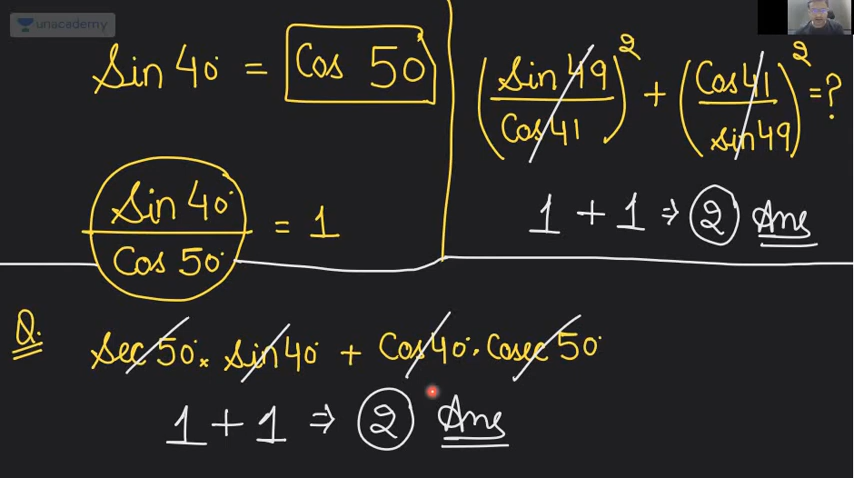 unacademy
Sin 40° = Cos 50°
Sin 40° / Cos 50° = 1
(Sin 49 / Cos 41)² + (Cos 41 / Sin 49)² = ?
1 + 1 ⇒ 2 Ans
Q. Sec 50° × Sin 40° + Cos 40° · Cosec 50°
1 + 1 ⇒ 2 Ans